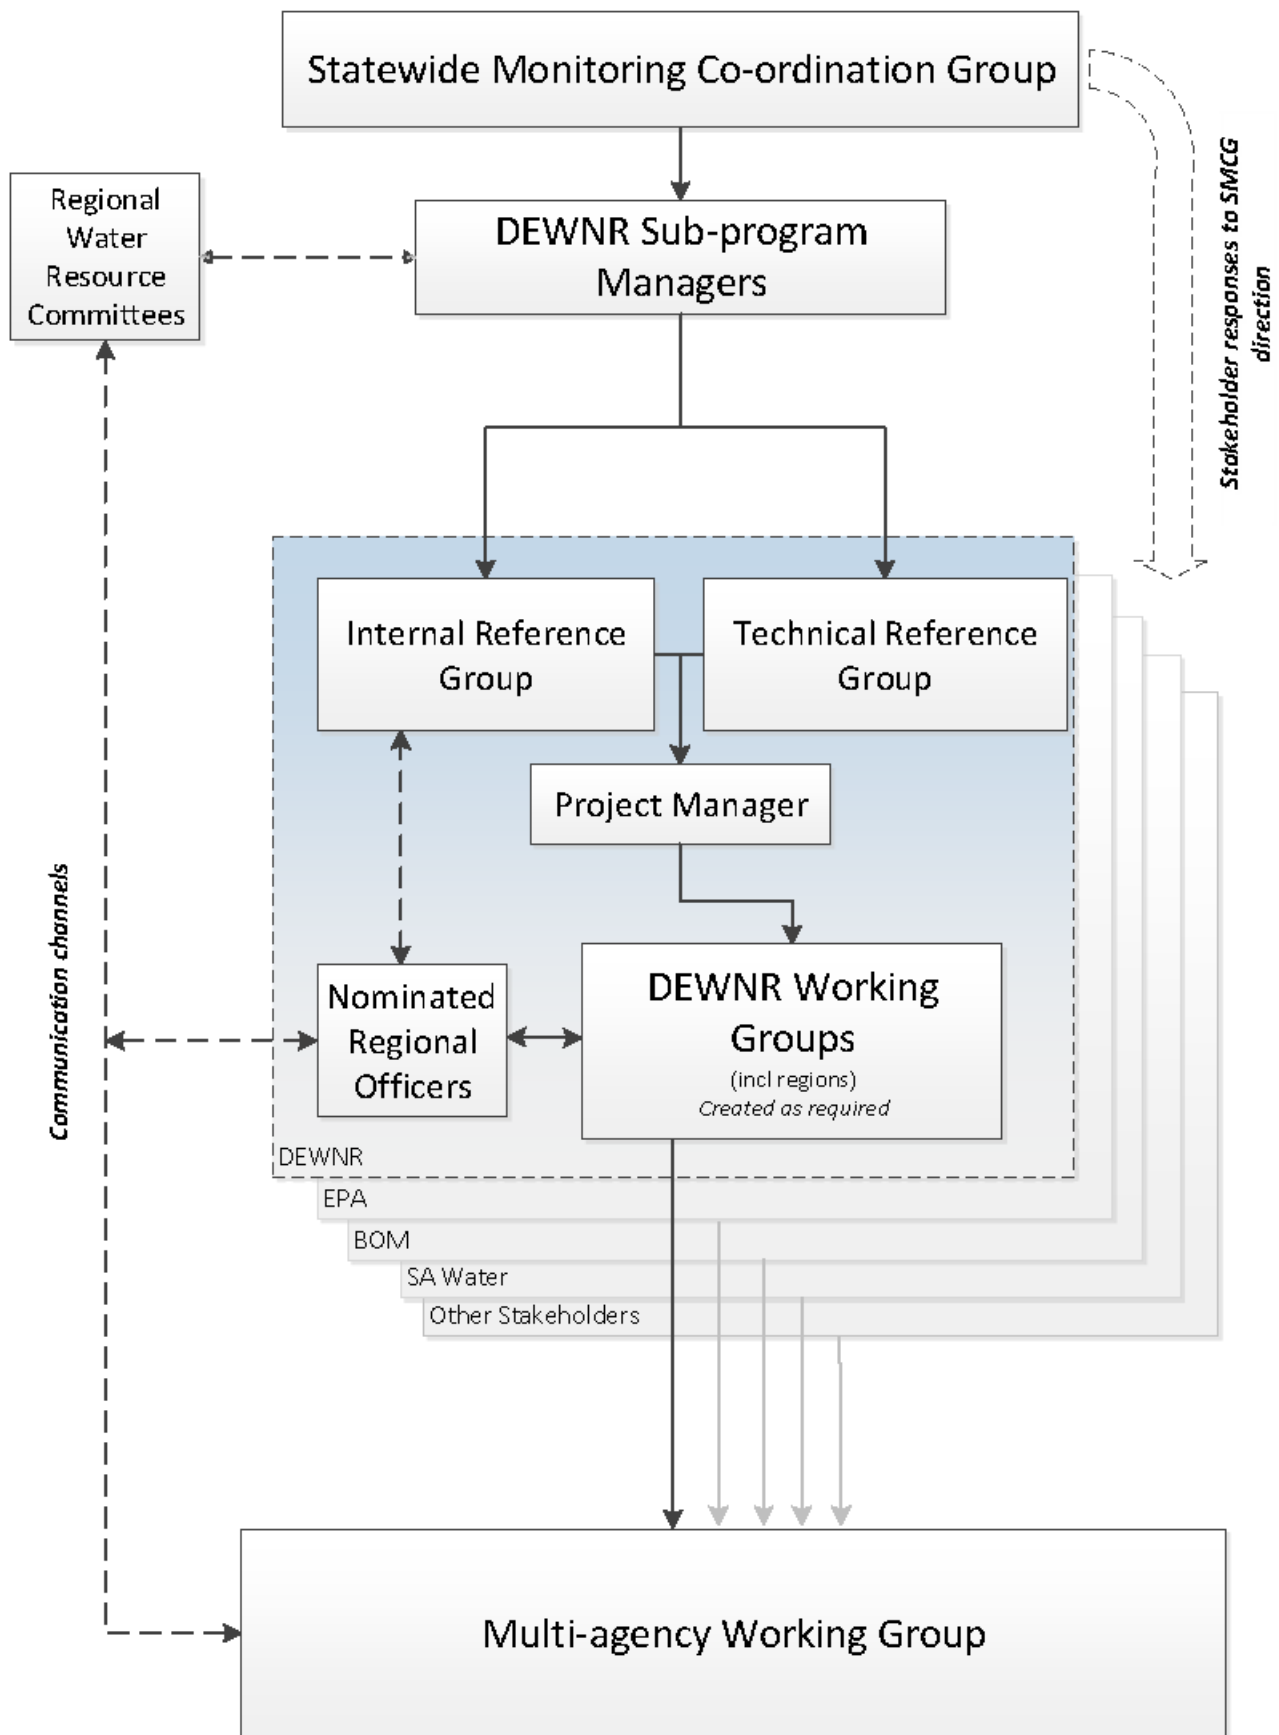 Statewide Monitoring Co-ordination Group
Stakeholder responses to SMCG
direction
Regional
Water
Resource
Committees
DEWNR Sub-program
Managers
Internal Reference
Group
Technical Reference
Group
Project Manager
Communication channels
Nominated
Regional
Officers
DEWNR Working
Groups
(incl regions)
Created as required
DEWNR
EPA
BOM
SA Water
Other Stakeholders
Multi-agency Working Group